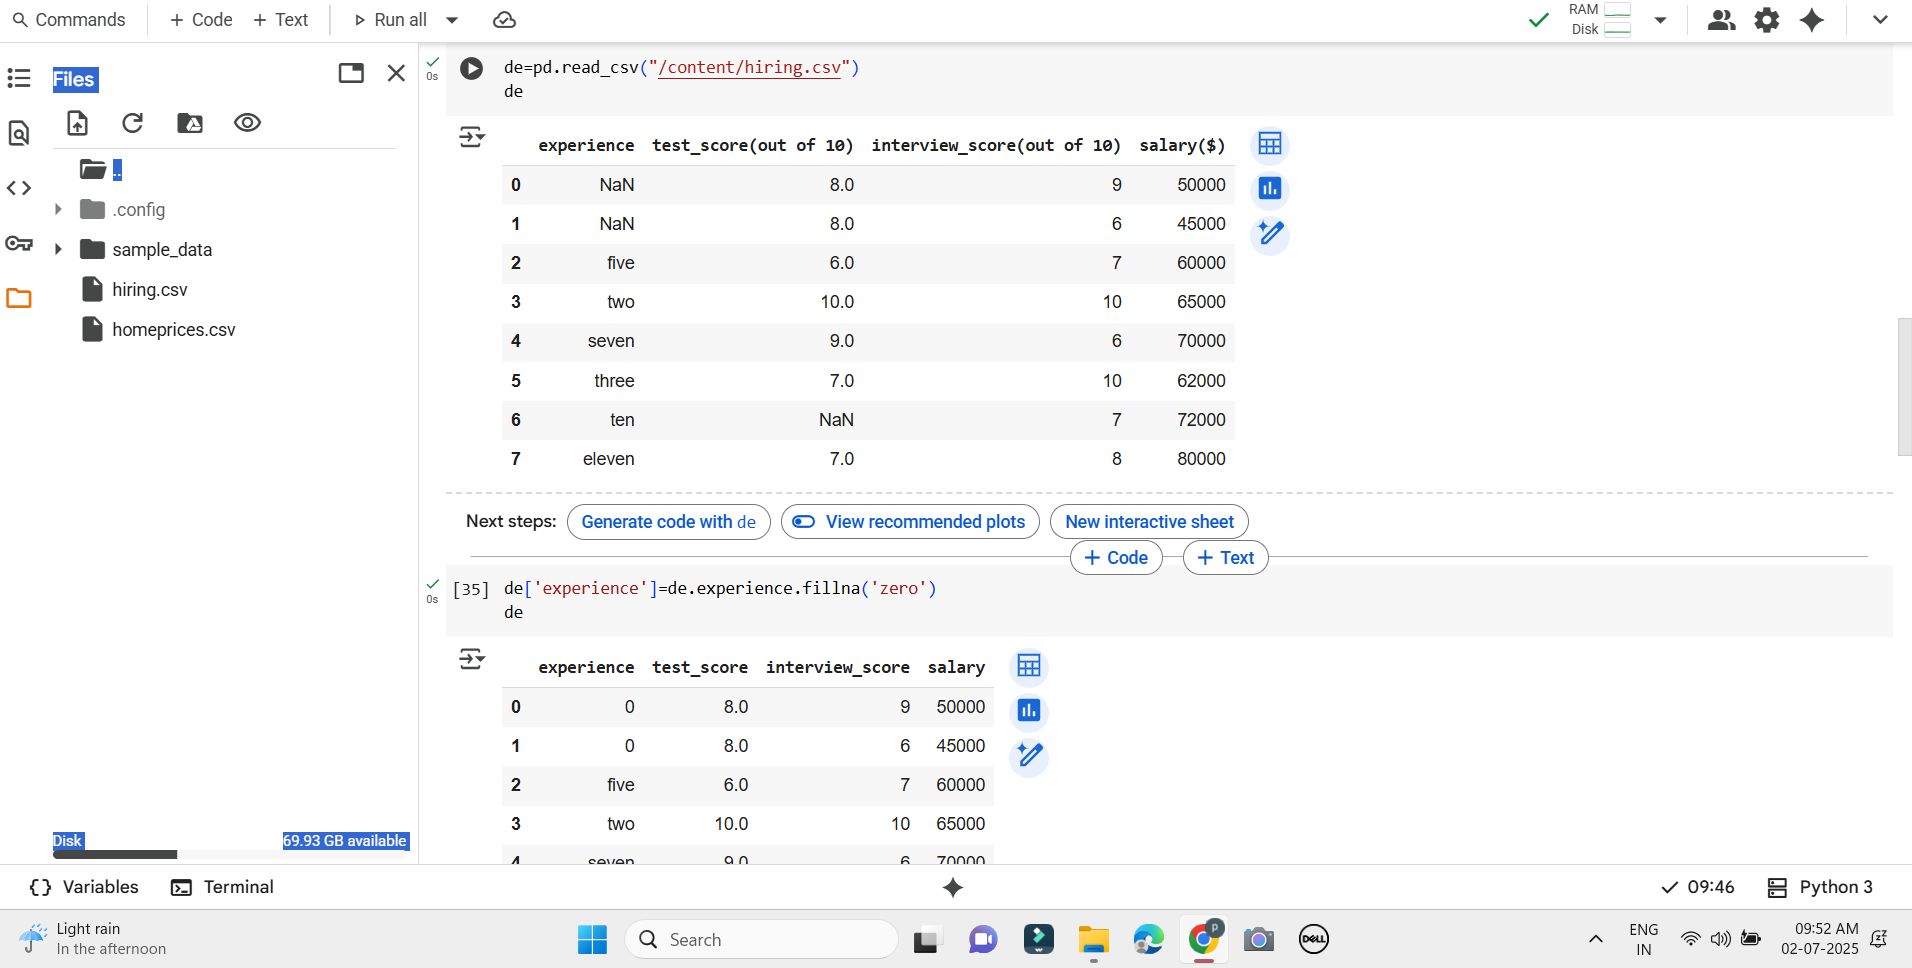 Commands
+ Code + Text
Run all
RAM
Disk
Files
..
.config
sample_data
hiring.csv
homeprices.csv
Disk 69.93 GB available
0s
de=pd.read_csv("/content/hiring.csv")
de
experience test_score(out of 10) interview_score(out of 10) salary($)
0 NaN 8.0 9 50000
1 NaN 8.0 6 45000
2 five 6.0 7 60000
3 two 10.0 10 65000
4 seven 9.0 6 70000
5 three 7.0 10 62000
6 ten NaN 7 72000
7 eleven 7.0 8 80000
Next steps: Generate code with de View recommended plots New interactive sheet
+ Code + Text
0s
[35] de['experience']=de.experience.fillna('zero')
de
experience test_score interview_score salary
0 0 8.0 9 50000
1 0 8.0 6 45000
2 five 6.0 7 60000
3 two 10.0 10 65000
4 seven 9.0 6 70000
Variables
Terminal
09:46
Python 3
Light rain
In the afternoon
Search
P
DELL
ENG
IN
09:52 AM
02-07-2025